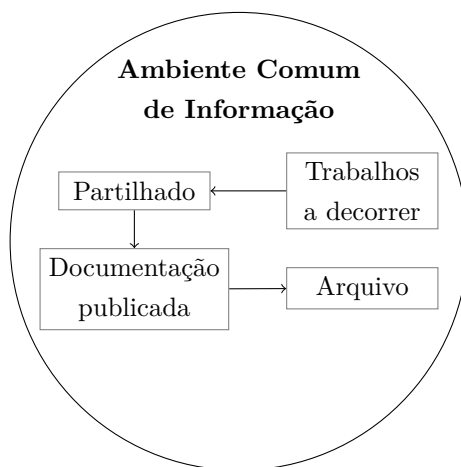 Ambiente Comum
de Informação
Partilhado
Trabalhos
a decorrer
Documentação
publicada
Arquivo